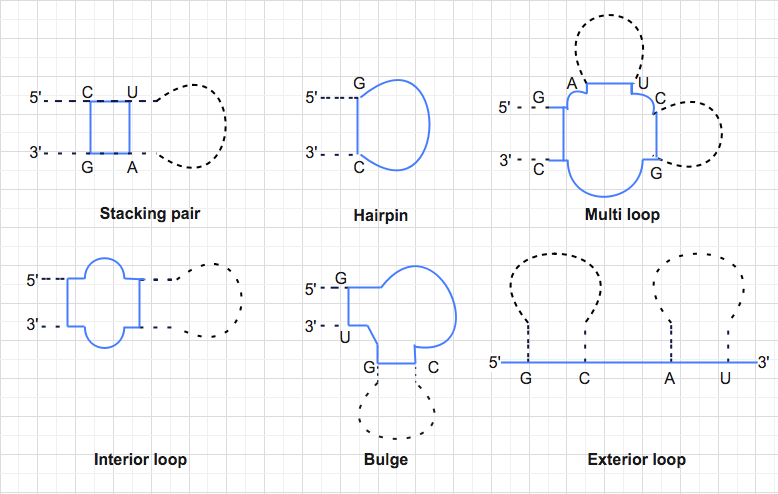 C U
5'
3'
G A
Stacking pair
G
5'
3'
C
Hairpin
A U
G C
5'
3'
C G
Multi loop
5'
3'
Interior loop
G
5'
3'
U
G C
Bulge
5' 3'
G C A U
Exterior loop